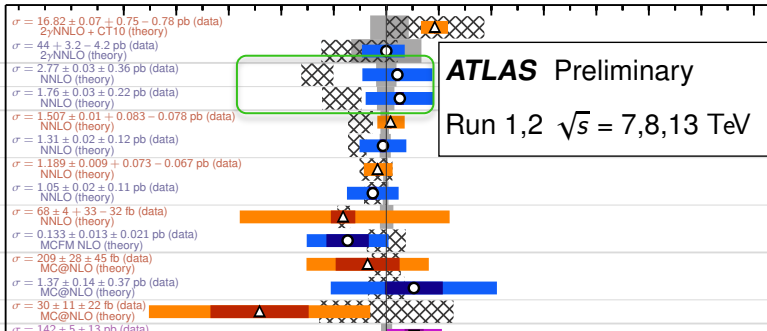 σ = 16.82 ± 0.07 + 0.75 − 0.78 pb (data)
2γNNLO + CT10 (theory)
σ = 44 + 3.2 − 4.2 pb (data)
2γNNLO (theory)
σ = 2.77 ± 0.03 ± 0.36 pb (data)
NNLO (theory)
σ = 1.76 ± 0.03 ± 0.22 pb (data)
NNLO (theory)
σ = 1.507 ± 0.01 + 0.083 − 0.078 pb (data)
NNLO (theory)
σ = 1.31 ± 0.02 ± 0.12 pb (data)
NNLO (theory)
σ = 1.189 ± 0.009 + 0.073 − 0.067 pb (data)
NNLO (theory)
σ = 1.05 ± 0.02 ± 0.11 pb (data)
NNLO (theory)
σ = 68 ± 4 + 33 − 32 fb (data)
NNLO (theory)
σ = 0.133 ± 0.013 ± 0.021 pb (data)
MCFM NLO (theory)
σ = 209 ± 28 ± 45 fb (data)
MC@NLO (theory)
σ = 1.37 ± 0.14 ± 0.37 pb (data)
MC@NLO (theory)
σ = 30 ± 11 ± 22 fb (data)
MC@NLO (theory)
σ = 142 ± 5 ± 13 pb (data)
ATLAS Preliminary
Run 1,2 √s = 7,8,13 TeV